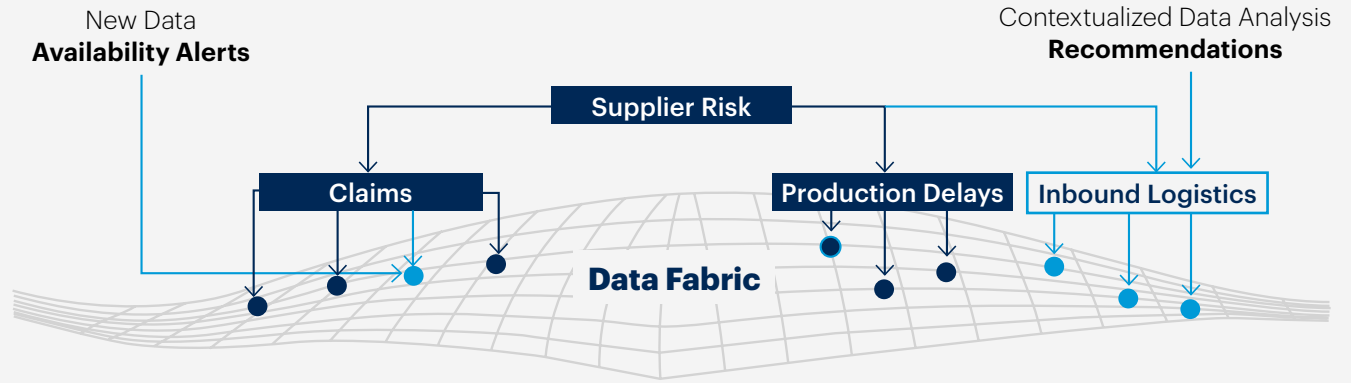 New Data
Availability Alerts
Contextualized Data Analysis
Recommendations
Supplier Risk
Claims
Production Delays
Inbound Logistics
Data Fabric